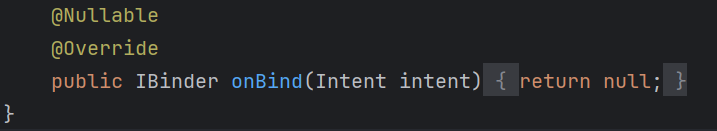 @Nullable
@Override
public IBinder onBind(Intent intent) { return null; }
}